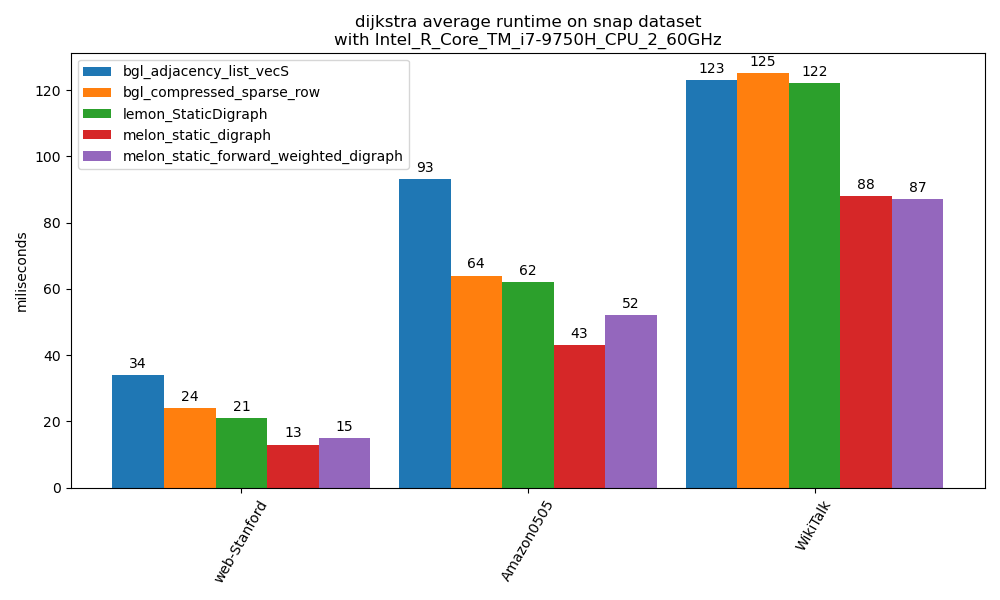 dijkstra average runtime on snap dataset
with Intel_R_Core_TM_i7-9750H_CPU_2_60GHz
bgl_adjacency_list_vecS
bgl_compressed_sparse_row
lemon_StaticDigraph
melon_static_digraph
melon_static_forward_weighted_digraph
miliseconds
120
100
80
60
40
20
0
34
24
21
13
15
93
64
62
43
52
123
125
122
88
87
web-Stanford
Amazon0505
WikiTalk